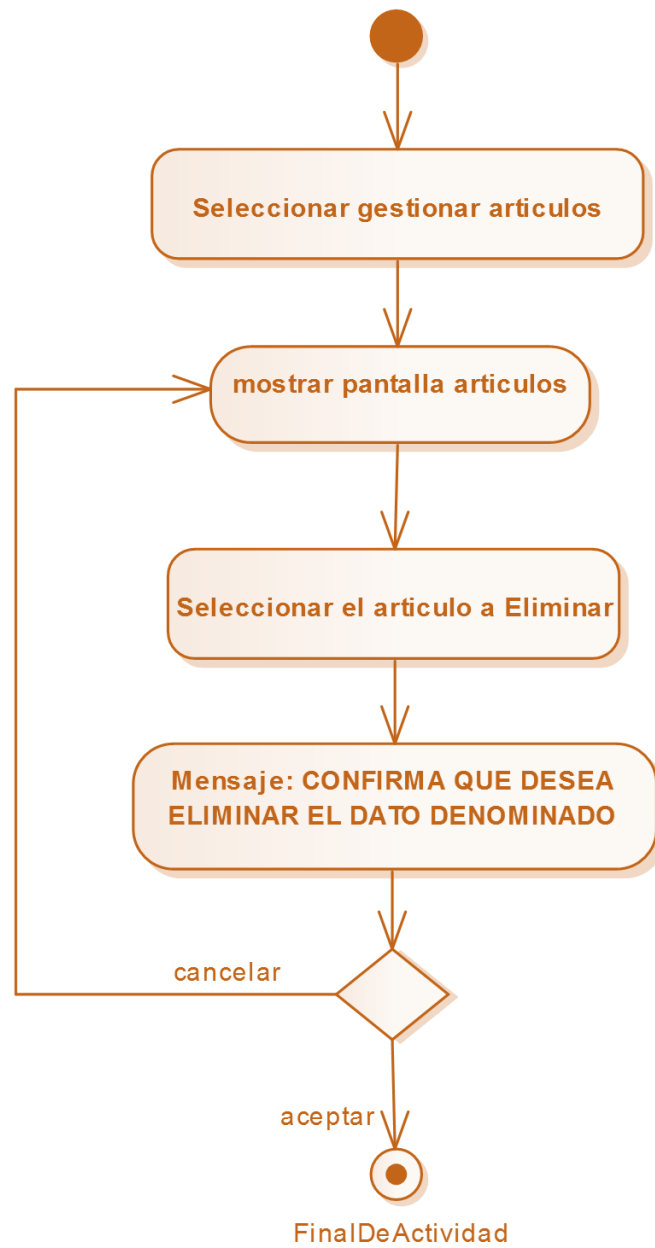 Seleccionar gestionar articulos
mostrar pantalla articulos
Seleccionar el articulo a Eliminar
Mensaje: CONFIRMA QUE DESEA
ELIMINAR EL DATO DENOMINADO
cancelar
aceptar
FinalDeActividad